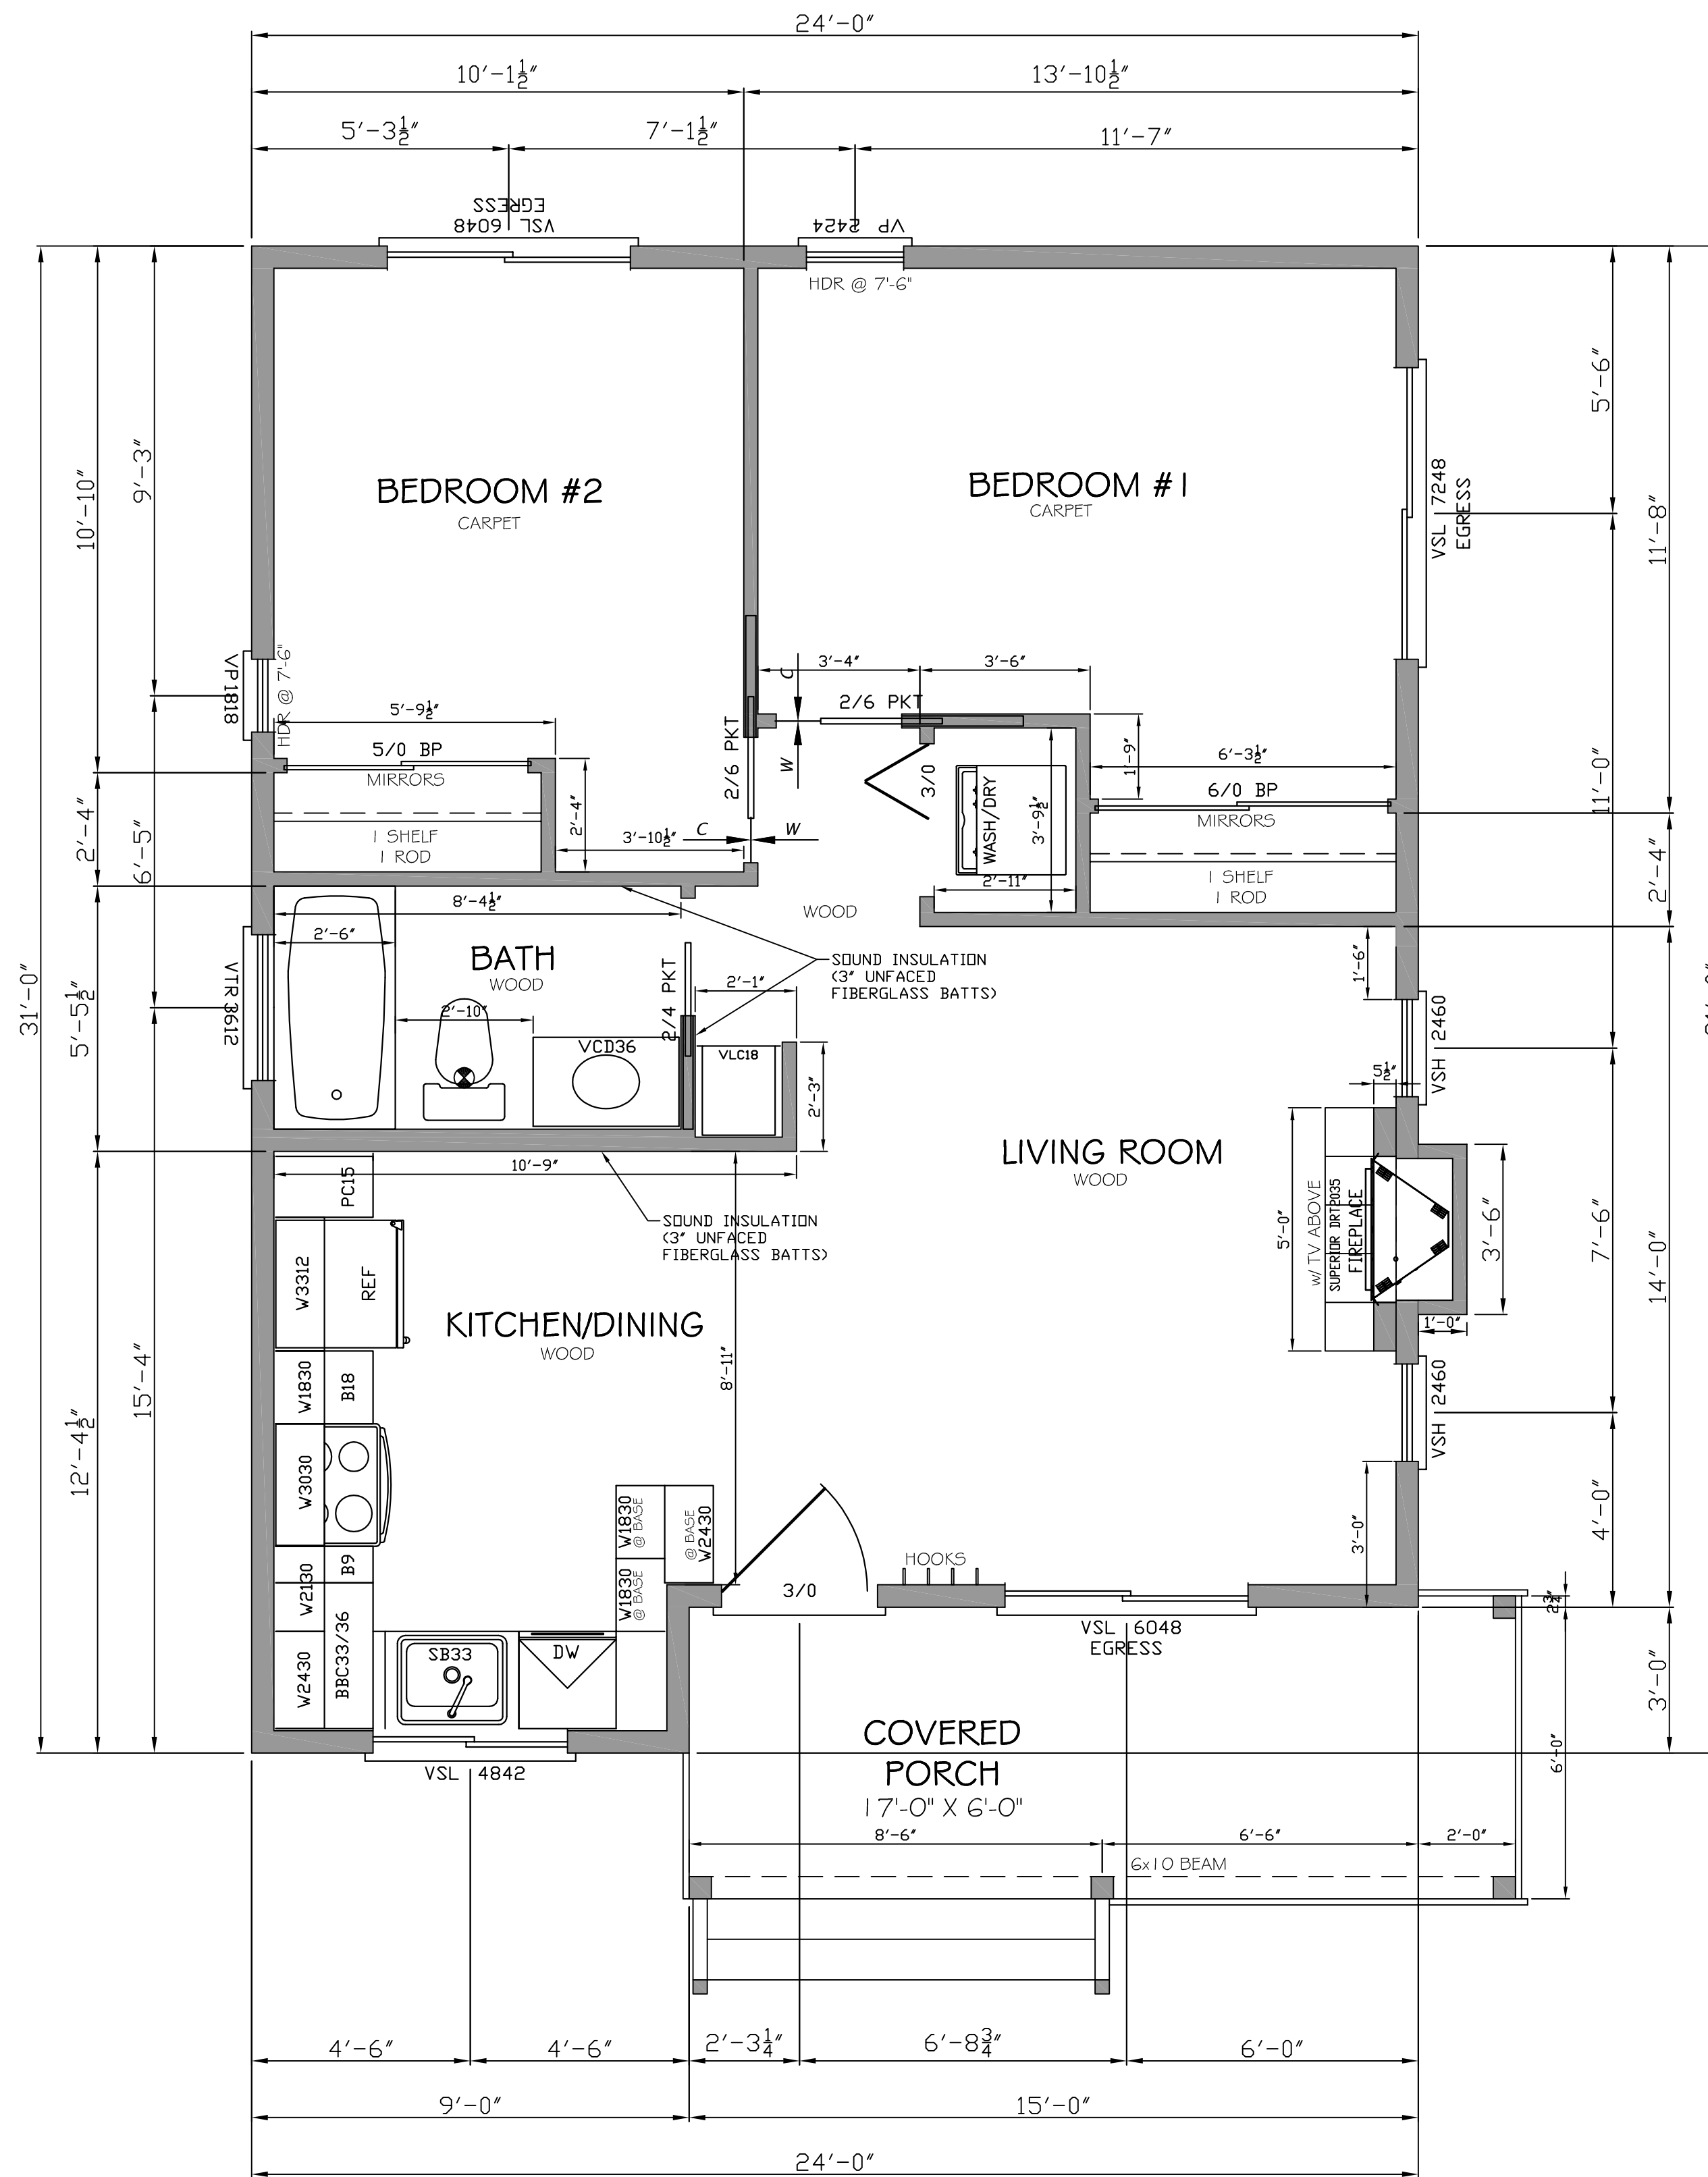 24'-0"
10'-1½"
13'-10½"
5'-3½"
7'-1½"
11'-7"
EGRESS
VSL 6048
VP 2424
HDR @ 7'-6"
BEDROOM #2
CARPET
BEDROOM #1
CARPET
VSL 7248
EGRESS
5'-6"
11'-8"
11'-0"
2'-4"
9'-3"
10'-10"
2'-4"
6'-5"
31'-0"
5'-5½"
VP 1818
HDR @ 7'-6"
5'-9½"
5/0 BP
MIRRORS
1 SHELF
1 ROD
2'-4"
3'-10½"
C
W
2/6 PKT
3'-4"
3'-6"
C
W
2/6 PKT
3/0
WASH/DRY
3'-9½"
2'-11"
1'-9"
6'-3½"
6/0 BP
MIRRORS
1 SHELF
1 ROD
8'-4½"
2'-6"
BATH
WOOD
2'-10"
VCD36
VTR 3612
2/4 PKT
WOOD
SOUND INSULATION
(3" UNFACED
FIBERGLASS BATTS)
2'-1"
VLC18
2'-3"
1'-6"
VSH 2460
5½"
LIVING ROOM
WOOD
5'-0"
w/ TV ABOVE
SUPERIOR DRT2035
FIREPLACE
3'-6"
1'-0"
7'-6"
14'-0"
VSH 2460
4'-0"
3'-0"
10'-9"
SOUND INSULATION
(3" UNFACED
FIBERGLASS BATTS)
PC15
W3312
REF
KITCHEN/DINING
WOOD
8'-11"
15'-4"
12'-4½"
W1830
B18
W3030
W2130
B9
W2430
BBC33/36
SB33
DW
W1830
@ BASE
W2430
@ BASE
W1830
@ BASE
HOOKS
3/0
VSL 6048
EGRESS
2¾"
3'-0"
6'-0"
VSL 4842
COVERED
PORCH
17'-0" X 6'-0"
8'-6"
6'-6"
2'-0"
6x10 BEAM
4'-6"
4'-6"
2'-3¼"
6'-8¾"
6'-0"
9'-0"
15'-0"
24'-0"